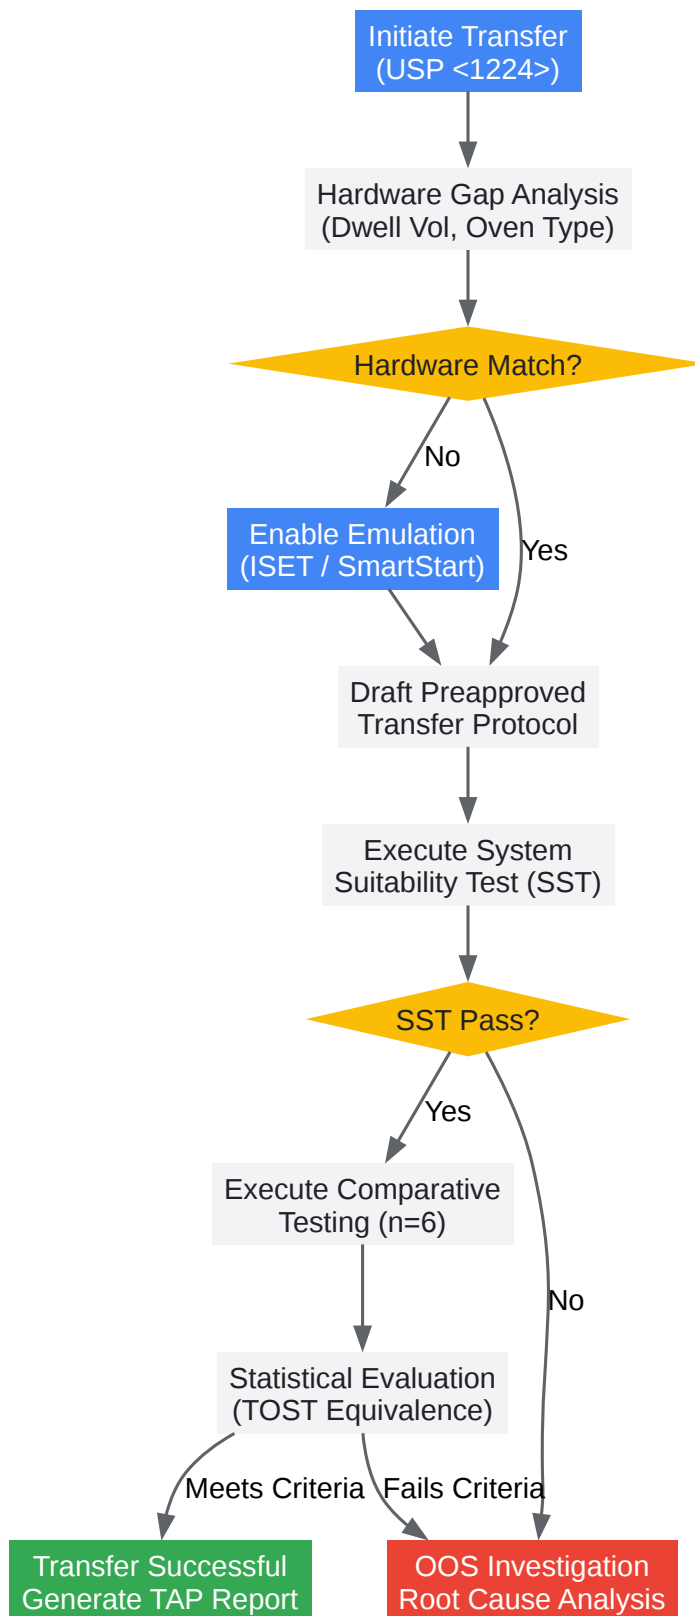 Initiate Transfer
(USP <1224>)
Hardware Gap Analysis
(Dwell Vol, Oven Type)
Hardware Match?
No
Enable Emulation
(ISET / SmartStart)
Yes
Draft Preapproved
Transfer Protocol
Execute System
Suitability Test (SST)
SST Pass?
Yes
Execute Comparative
Testing (n=6)
No
Statistical Evaluation
(TOST Equivalence)
Meets Criteria
Fails Criteria
Transfer Successful
Generate TAP Report
OOS Investigation
Root Cause Analysis